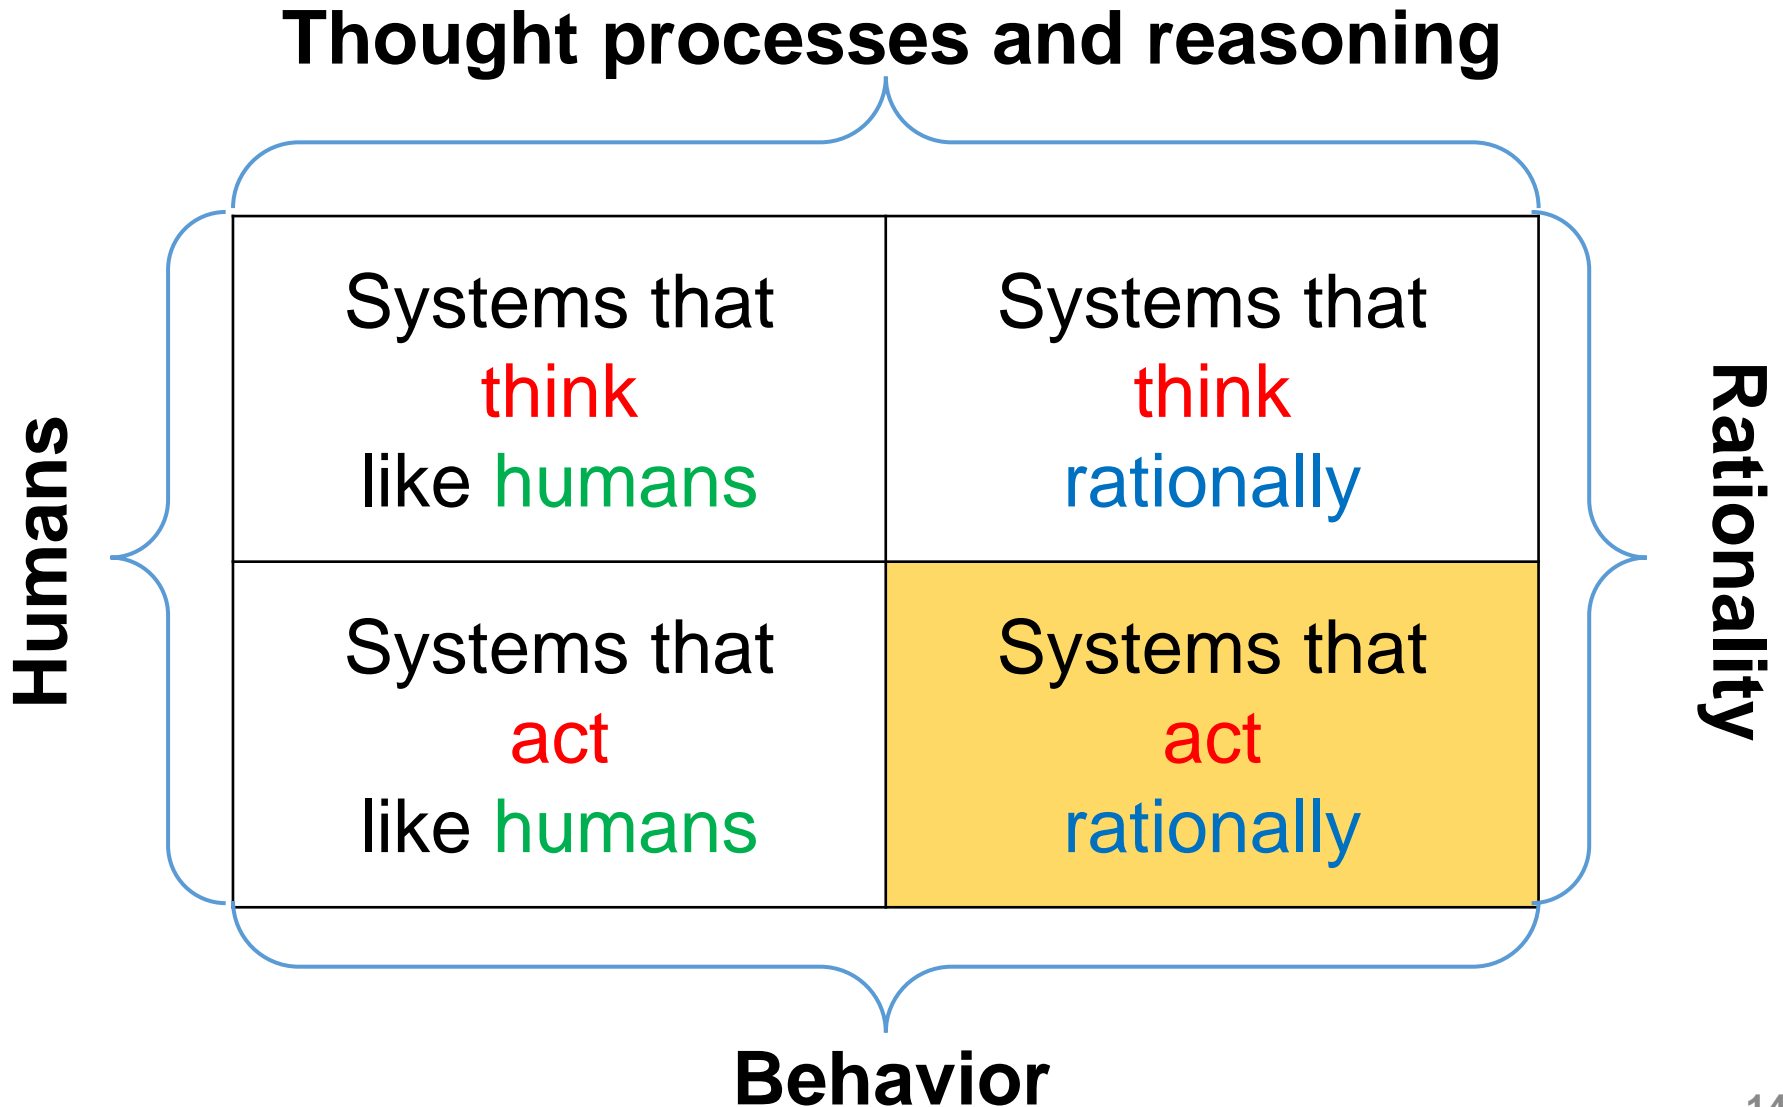 Thought processes and reasoning
Humans
Systems that
think
like humans
Systems that
think
rationally
Rationality
Systems that
act
like humans
Systems that
act
rationally
Behavior
14